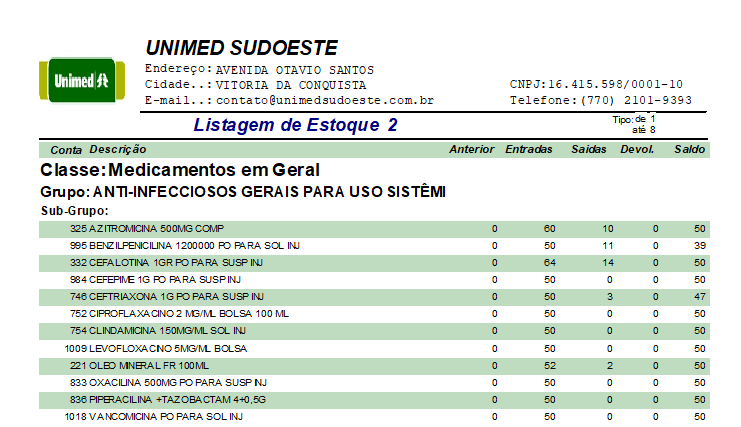 UNIMED SUDOESTE
Unimed
Endereço: AVENIDA OTAVIO SANTOS
Cidade..: VITORIA DA CONQUISTA CNPJ:16.415.598/0001-10
E-mail..: contato@unimedsudoeste.com.br Telefone:(770) 2101-9393
Listagem de Estoque 2 Tipo: de 1
até 8
Conta Descrição Anterior Entradas Saídas Devol. Saldo
Classe: Medicamentos em Geral
Grupo: ANTI-INFECCIOSOS GERAIS PARA USO SISTÊMI
Sub-Grupo:
325 AZITROMICINA 500MG COMP 0 60 10 0 50
995 BENZILPENICILINA 1200000 PO PARA SOL INJ 0 50 11 0 39
332 CEFALOTINA 1GR PO PARA SUSP INJ 0 64 14 0 50
984 CEFEPIME 1G PO PARA SUSP INJ 0 50 0 0 50
746 CEFTRIAXONA 1G PO PARA SUSP INJ 0 50 3 0 47
752 CIPROFLAXACINO 2 MG/ML BOLSA 100 ML 0 50 0 0 50
754 CLINDAMICINA 150MG/ML SOL INJ 0 50 0 0 50
1009 LEVOFLOXACINO 5MG/ML BOLSA 0 50 0 0 50
221 OLEO MINERAL FR 100ML 0 52 2 0 50
833 OXACILINA 500MG PO PARA SUSP INJ 0 50 0 0 50
836 PIPERACILINA +TAZOBACTAM 4+0,5G 0 50 0 0 50
1018 VANCOMICINA PO PARA SOL INJ 0 50 0 0 50